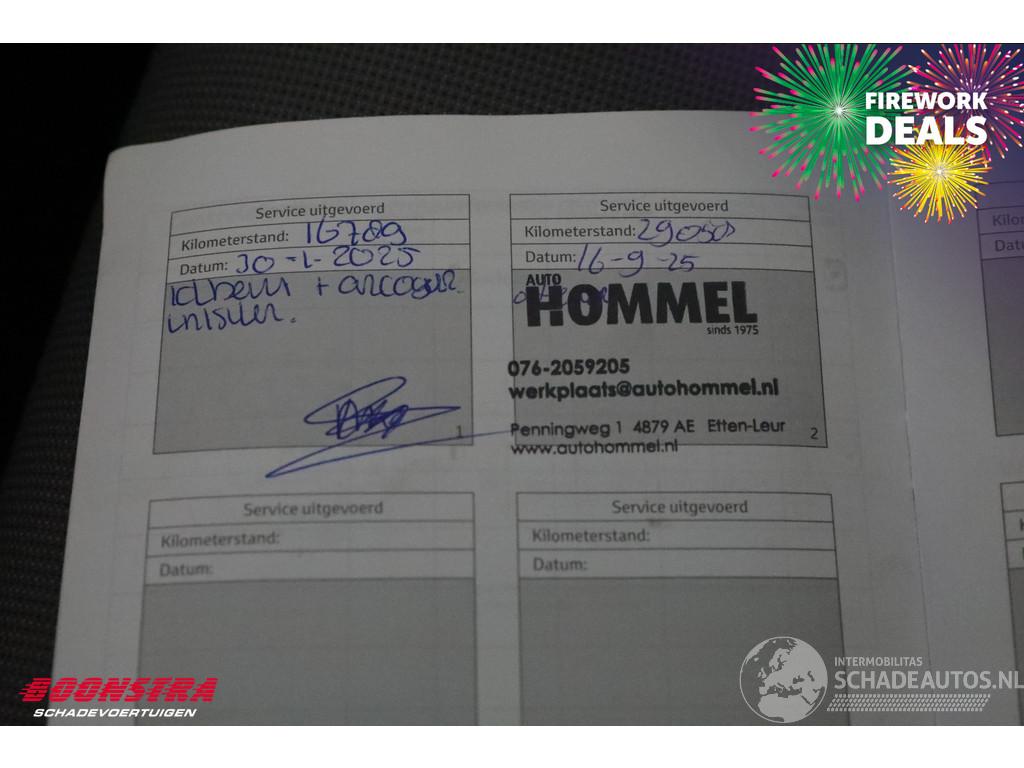 FIREWORK
DEALS
Service uitgevoerd
Kilometerstand: 16789
Datum: 30-1-2025
+
Service uitgevoerd
Kilometerstand: 29050
Datum: 16-9-25
AUTO
HOMMEL
sinds 1975
076-2059205
werkplaats@autohommel.nl
Penningweg 1 4879 AE Etten-Leur
www.autohommel.nl
1
2
Service uitgevoerd
Kilometerstand:
Datum:
Service uitgevoerd
Kilometerstand:
Datum:
BOONSTRA
SCHADEVOERTUIGEN
INTERMOBILITAS
SCHADEAUTOS.NL